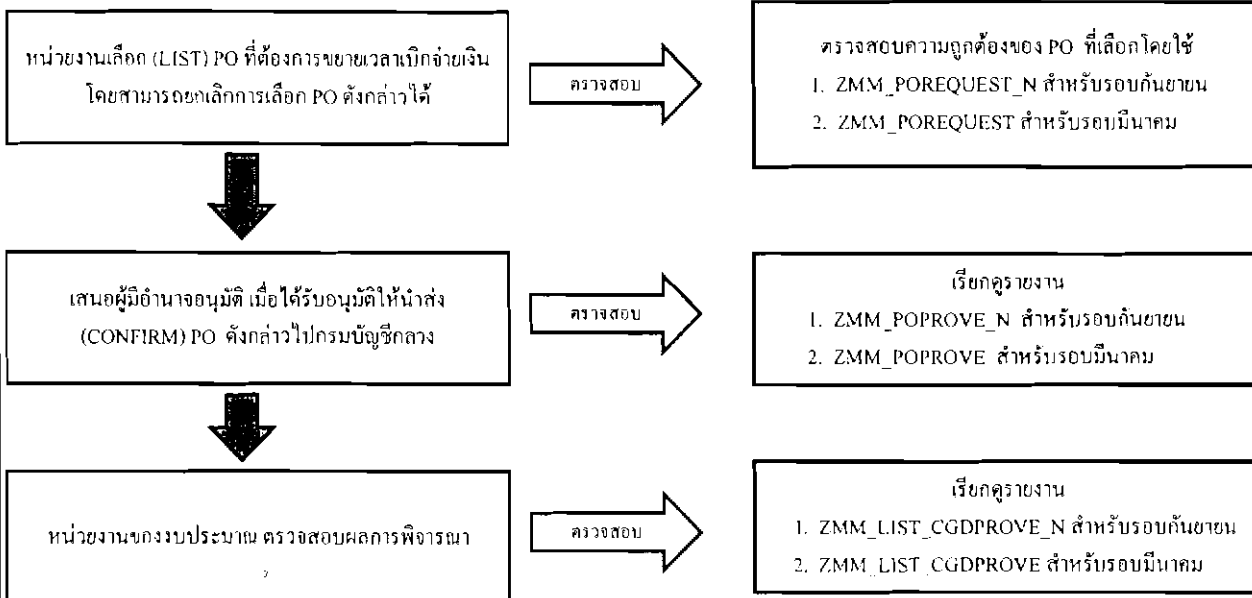 หน่วยงานเลือก (LIST) PO ที่ต้องการขยายเวลาเบิกจ่ายเงิน
โดยสามารถยกเลิกการเลือก PO ดังกล่าวได้
ตรวจสอบ
ตรวจสอบความถูกต้องของ PO ที่เลือกโดยใช้
1. ZMM_POREQUEST_N สำหรับรอบกันยายน
2. ZMM_POREQUEST สำหรับรอบมีนาคม
เสนอผู้มีอำนาจอนุมัติ เมื่อได้รับอนุมัติให้นำส่ง
(CONFIRM) PO ดังกล่าวไปกรมบัญชีกลาง
ตรวจสอบ
เรียกดูรายงาน
1. ZMM_POPROVE_N สำหรับรอบกันยายน
2. ZMM_POPROVE สำหรับรอบมีนาคม
หน่วยงานของงบประมาณ ตรวจสอบผลการพิจารณา
ตรวจสอบ
เรียกดูรายงาน
1. ZMM_LIST_CGDPROVE_N สำหรับรอบกันยายน
2. ZMM_LIST_CGDPROVE สำหรับรอบมีนาคม